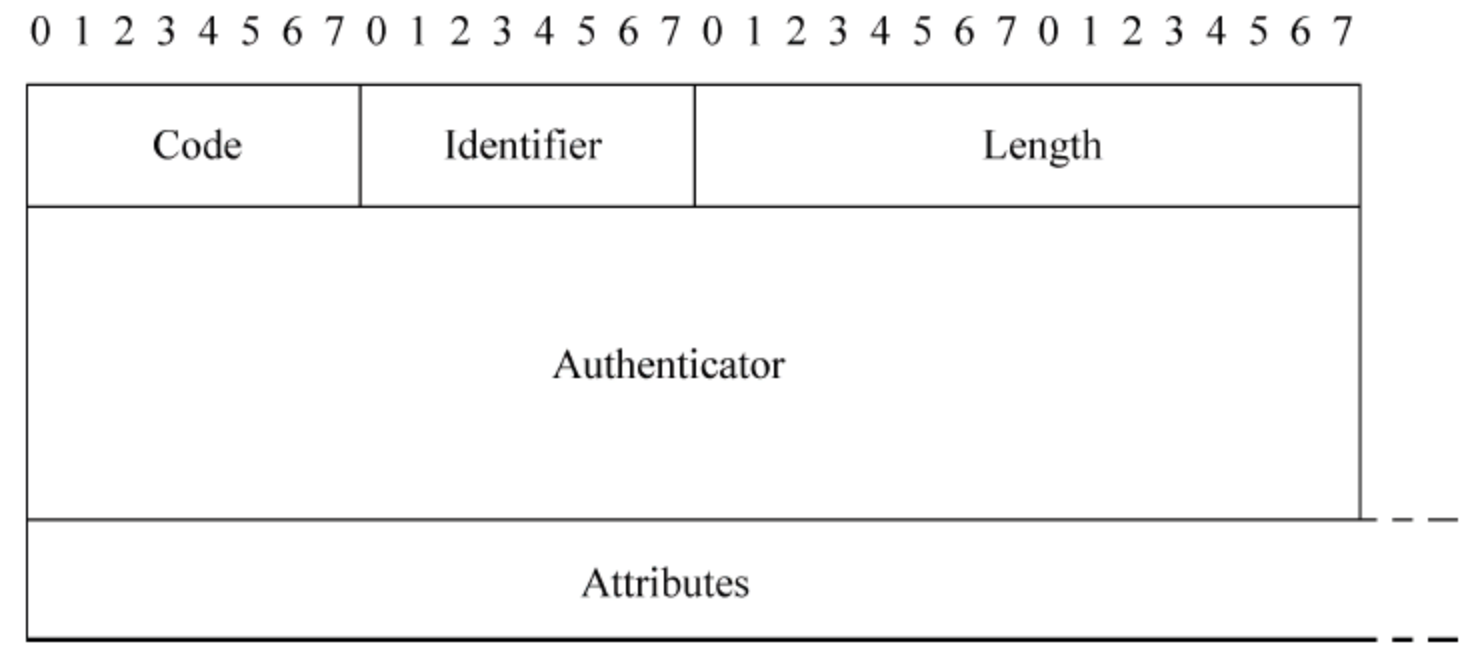 0 1 2 3 4 5 6 7 0 1 2 3 4 5 6 7 0 1 2 3 4 5 6 7 0 1 2 3 4 5 6 7
Code Identifier Length
Authenticator
Attributes